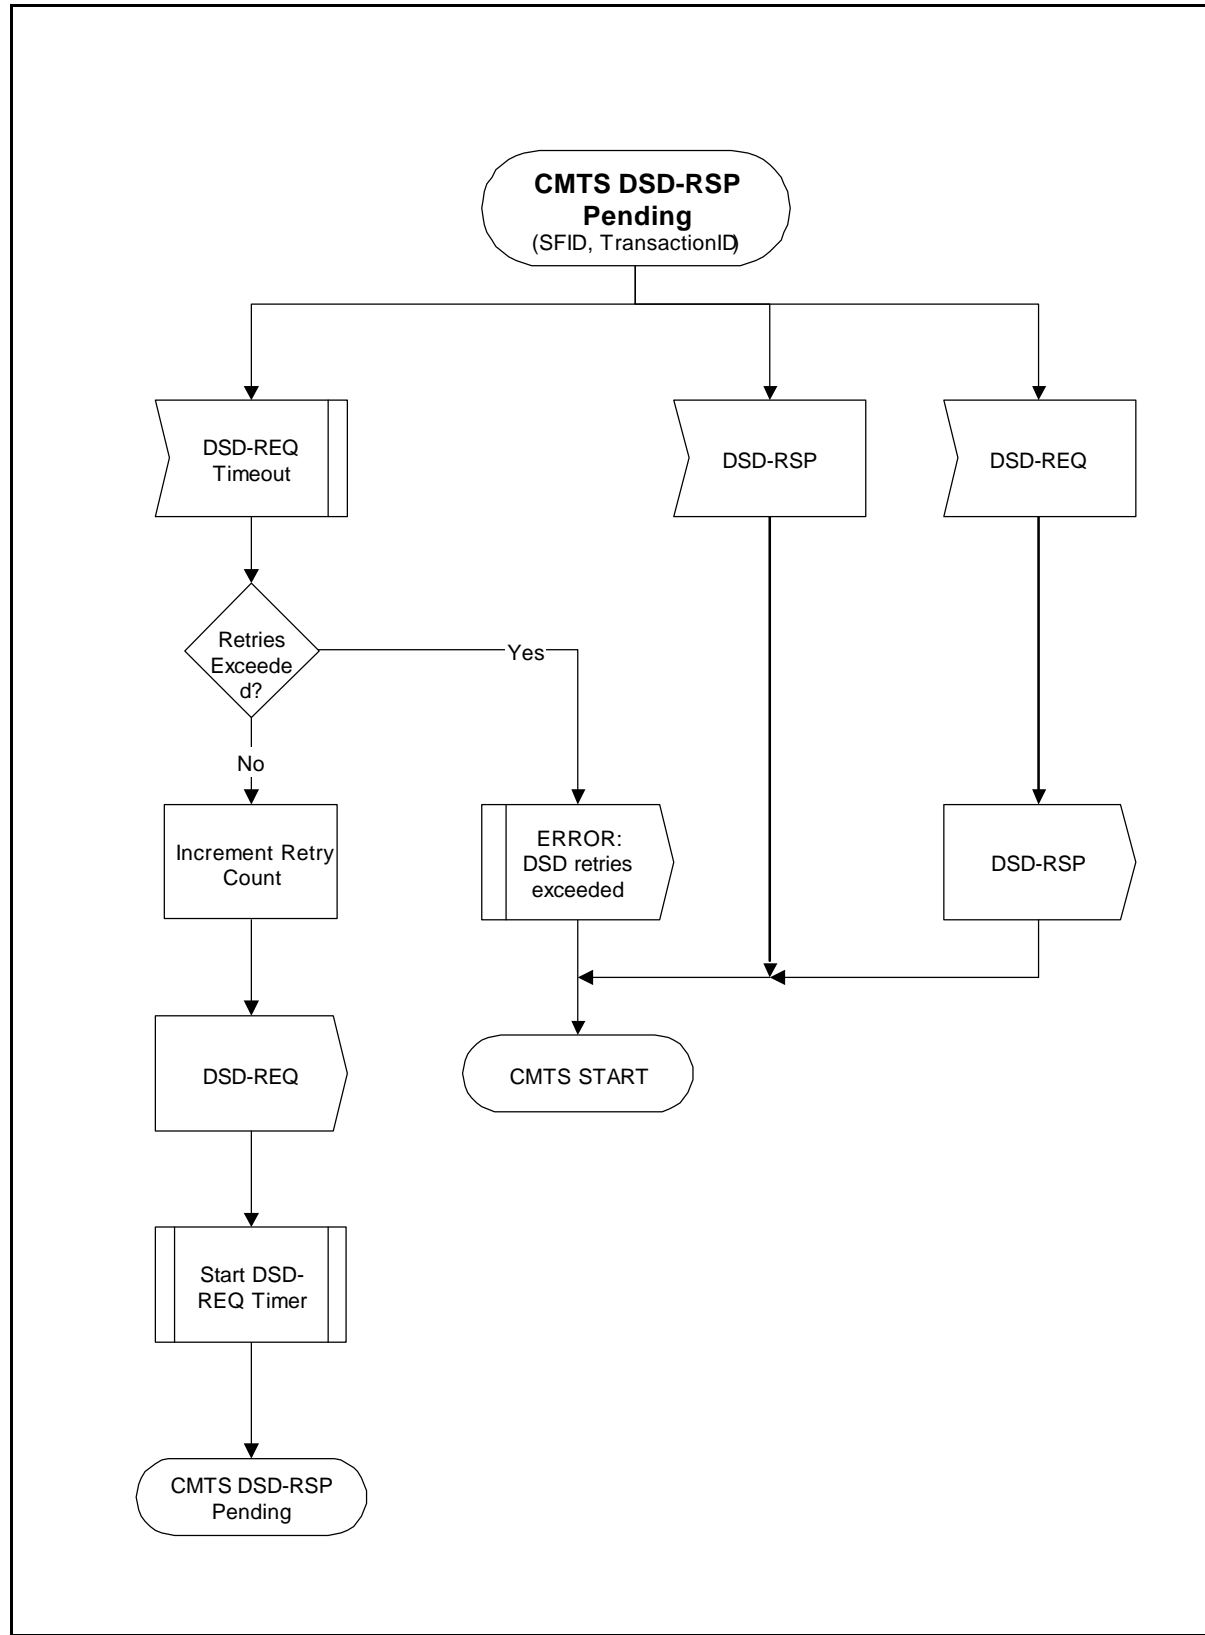 CMTS DSD-RSP
Pending
(SFID, TransactionID)
DSD-REQ
Timeout
DSD-RSP
DSD-REQ
Retries
Exceede
d?
Yes
No
Increment Retry
Count
ERROR:
DSD retries
exceeded
DSD-RSP
DSD-REQ
CMTS START
Start DSD-
REQ Timer
CMTS DSD-RSP
Pending